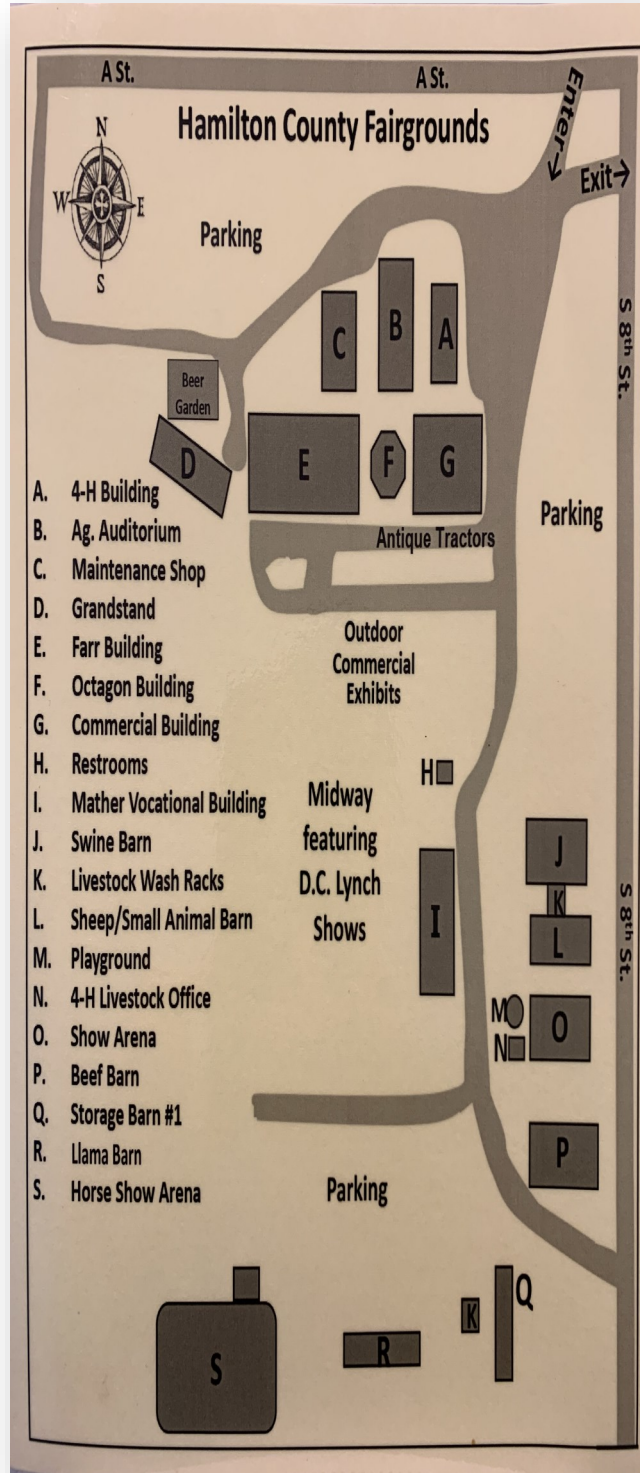 A St.
A St.
Enter→
Hamilton County Fairgrounds
N
W
E
S
Exit→
Parking
S 8th St.
C
B
A
Beer
Garden
D
E
F
G
Antique Tractors
Parking
A. 4-H Building
B. Ag. Auditorium
C. Maintenance Shop
D. Grandstand
E. Farr Building
F. Octagon Building
G. Commercial Building
H. Restrooms
I. Mather Vocational Building
J. Swine Barn
K. Livestock Wash Racks
L. Sheep/Small Animal Barn
M. Playground
N. 4-H Livestock Office
O. Show Arena
P. Beef Barn
Q. Storage Barn #1
R. Llama Barn
S. Horse Show Arena
Outdoor
Commercial
Exhibits
H
Midway
featuring
D.C. Lynch
Shows
I
J
K
L
S 8th St.
M
N
O
P
Parking
Q
K
R
S